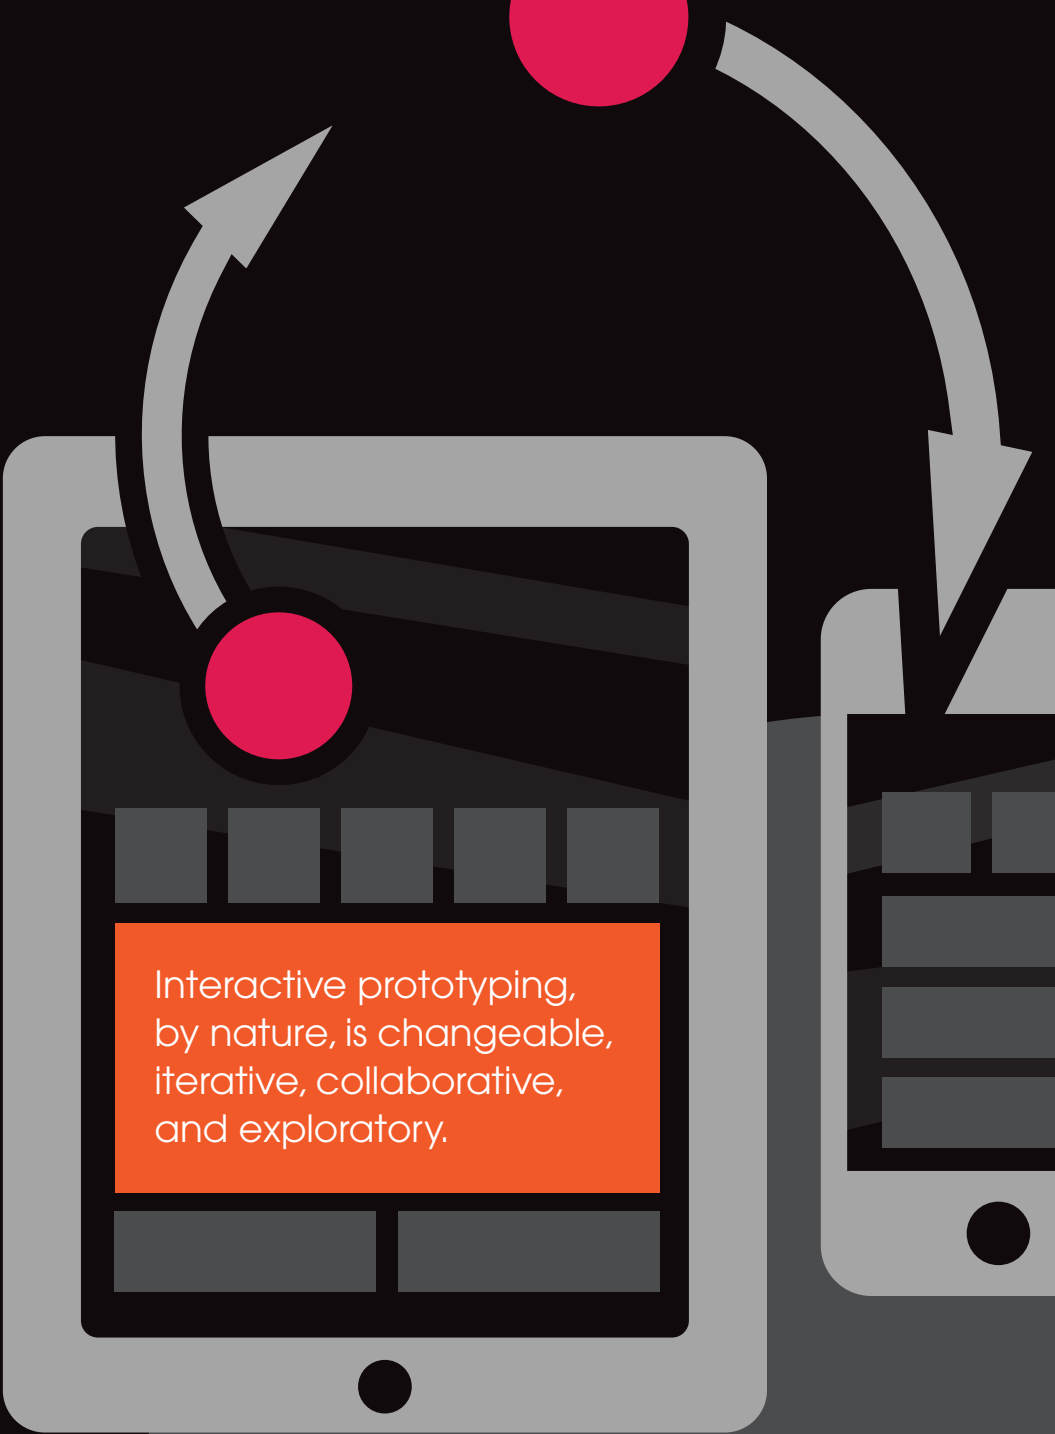 Interactive prototyping,
by nature, is changeable,
iterative, collaborative,
and exploratory.